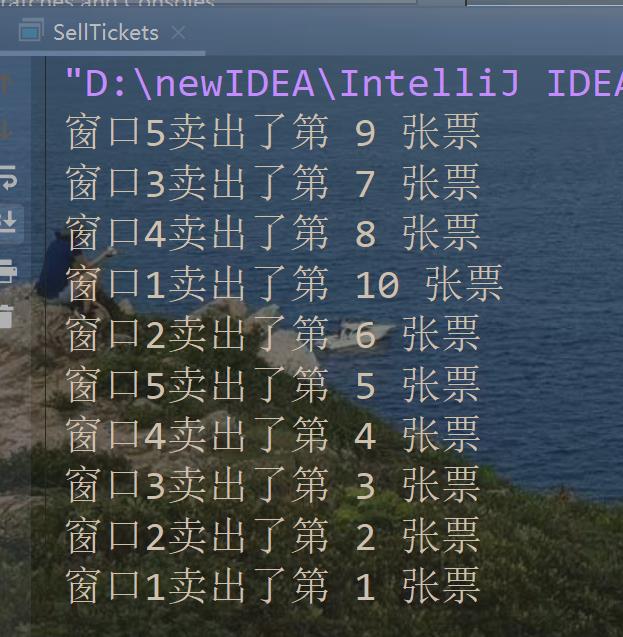 SellTickets
"D:\newIDEA\IntelliJ IDEA
窗口5卖出了第 9 张票
窗口3卖出了第 7 张票
窗口4卖出了第 8 张票
窗口1卖出了第 10 张票
窗口2卖出了第 6 张票
窗口5卖出了第 5 张票
窗口4卖出了第 4 张票
窗口3卖出了第 3 张票
窗口2卖出了第 2 张票
窗口1卖出了第 1 张票